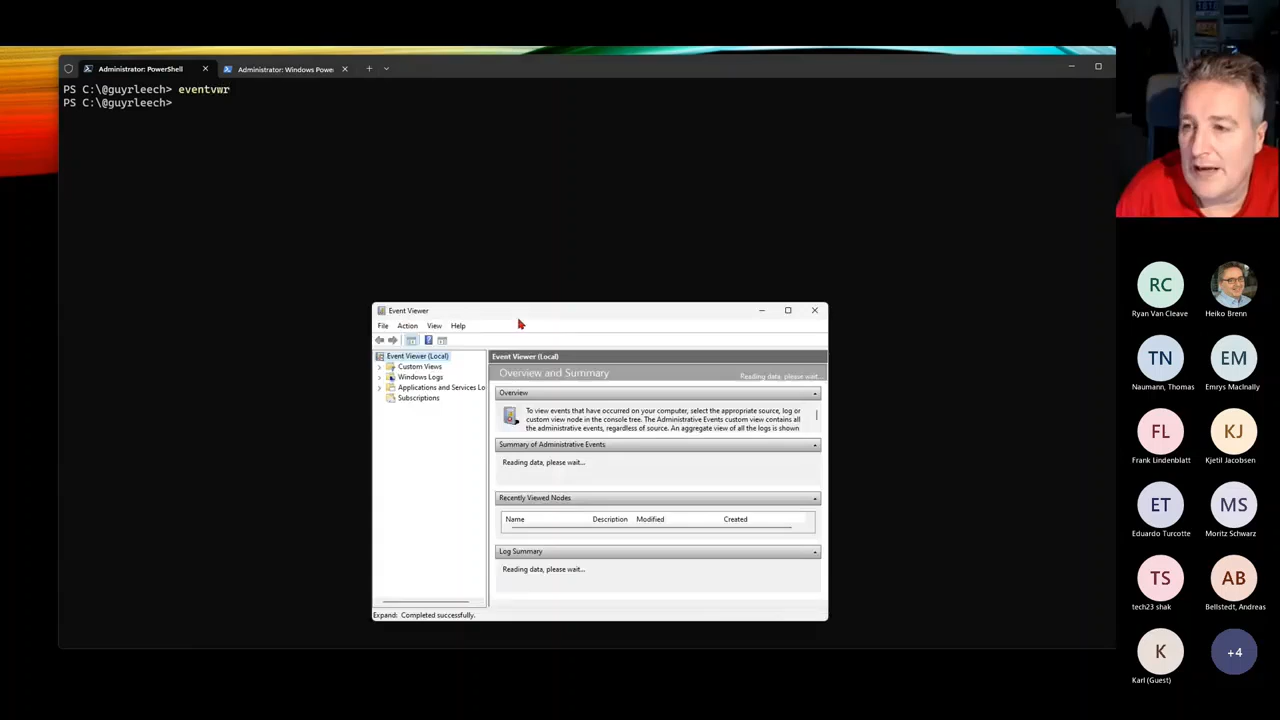 Administrator: PowerShell
Administrator: Windows Powe
PS C:\@guyrleech> eventvwr
PS C:\@guyrleech>
Event Viewer
File Action View Help
Event Viewer (Local)
Custom Views
Windows Logs
Applications and Services Lo
Subscriptions
Event Viewer (Local)
Overview and Summary
Reading data, please wait...
Overview
To view events that have occurred on your computer, select the appropriate source, log or
custom view node in the console tree. The Administrative Events custom view contains all
the administrative events, regardless of source. An aggregate view of all the logs is shown
Summary of Administrative Events
Reading data, please wait...
Recently Viewed Nodes
Name Description Modified Created
Log Summary
Reading data, please wait...
Expand: Completed successfully.
RC
Ryan Van Cleave
Heiko Brenn
TN
Naumann, Thomas
EM
Emrys MacInally
FL
Frank Lindenblatt
KJ
Kjetil Jacobsen
ET
Eduardo Turcotte
MS
Moritz Schwarz
TS
tech23 shak
AB
Bellstedt, Andreas
K
Karl (Guest)
+4